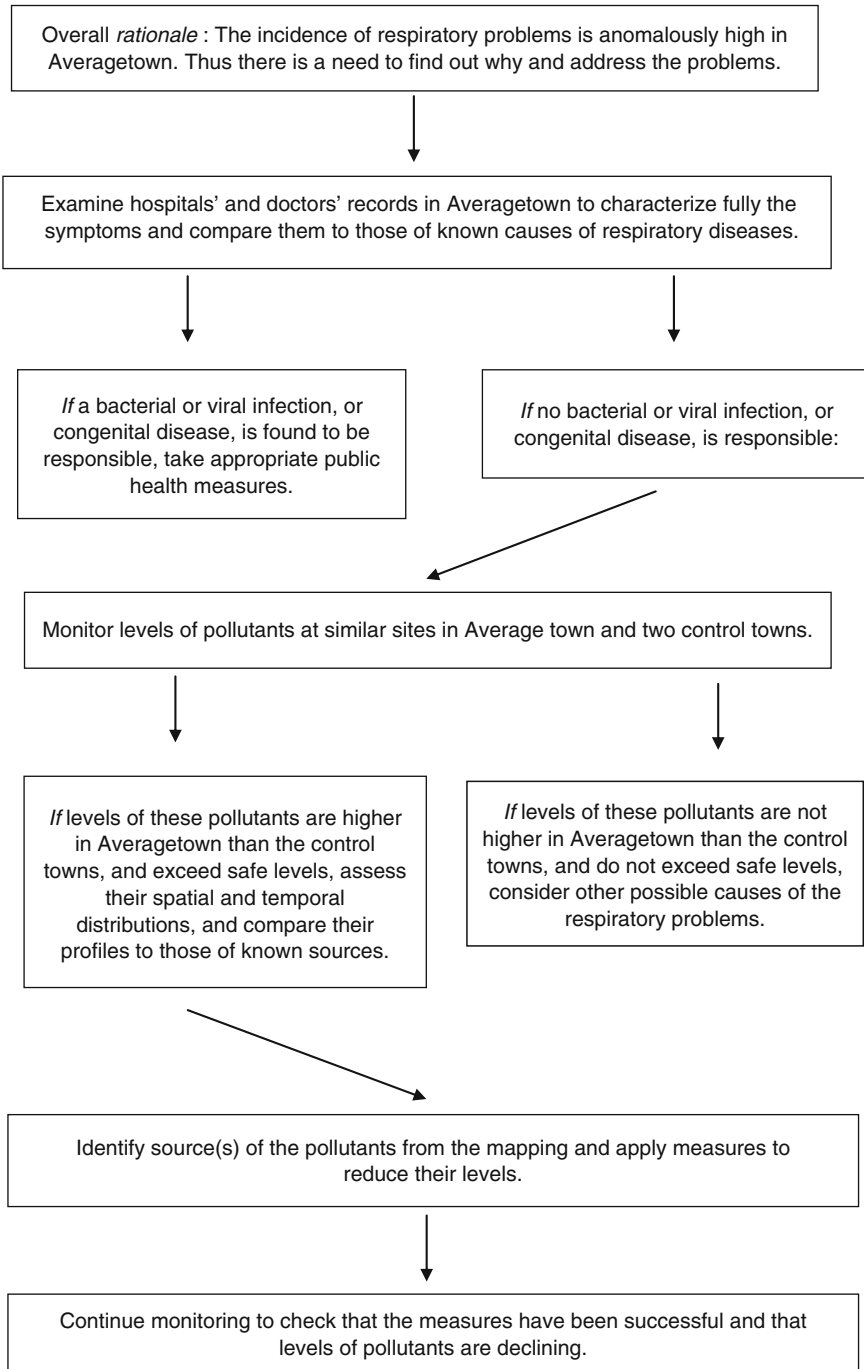 Overall rationale : The incidence of respiratory problems is anomalously high in
Averagetown. Thus there is a need to find out why and address the problems.
Examine hospitals' and doctors' records in Averagetown to characterize fully the
symptoms and compare them to those of known causes of respiratory diseases.
If a bacterial or viral infection, or
congenital disease, is found to be
responsible, take appropriate public
health measures.
If no bacterial or viral infection, or
congenital disease, is responsible:
Monitor levels of pollutants at similar sites in Average town and two control towns.
If levels of these pollutants are higher
in Averagetown than the control
towns, and exceed safe levels, assess
their spatial and temporal
distributions, and compare their
profiles to those of known sources.
If levels of these pollutants are not
higher in Averagetown than the control
towns, and do not exceed safe levels,
consider other possible causes of the
respiratory problems.
Identify source(s) of the pollutants from the mapping and apply measures to
reduce their levels.
Continue monitoring to check that the measures have been successful and that
levels of pollutants are declining.